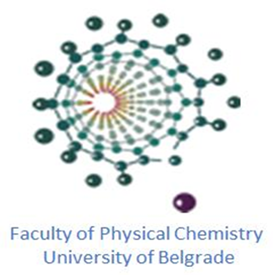 Faculty of Physical Chemistry
University of Belgrade